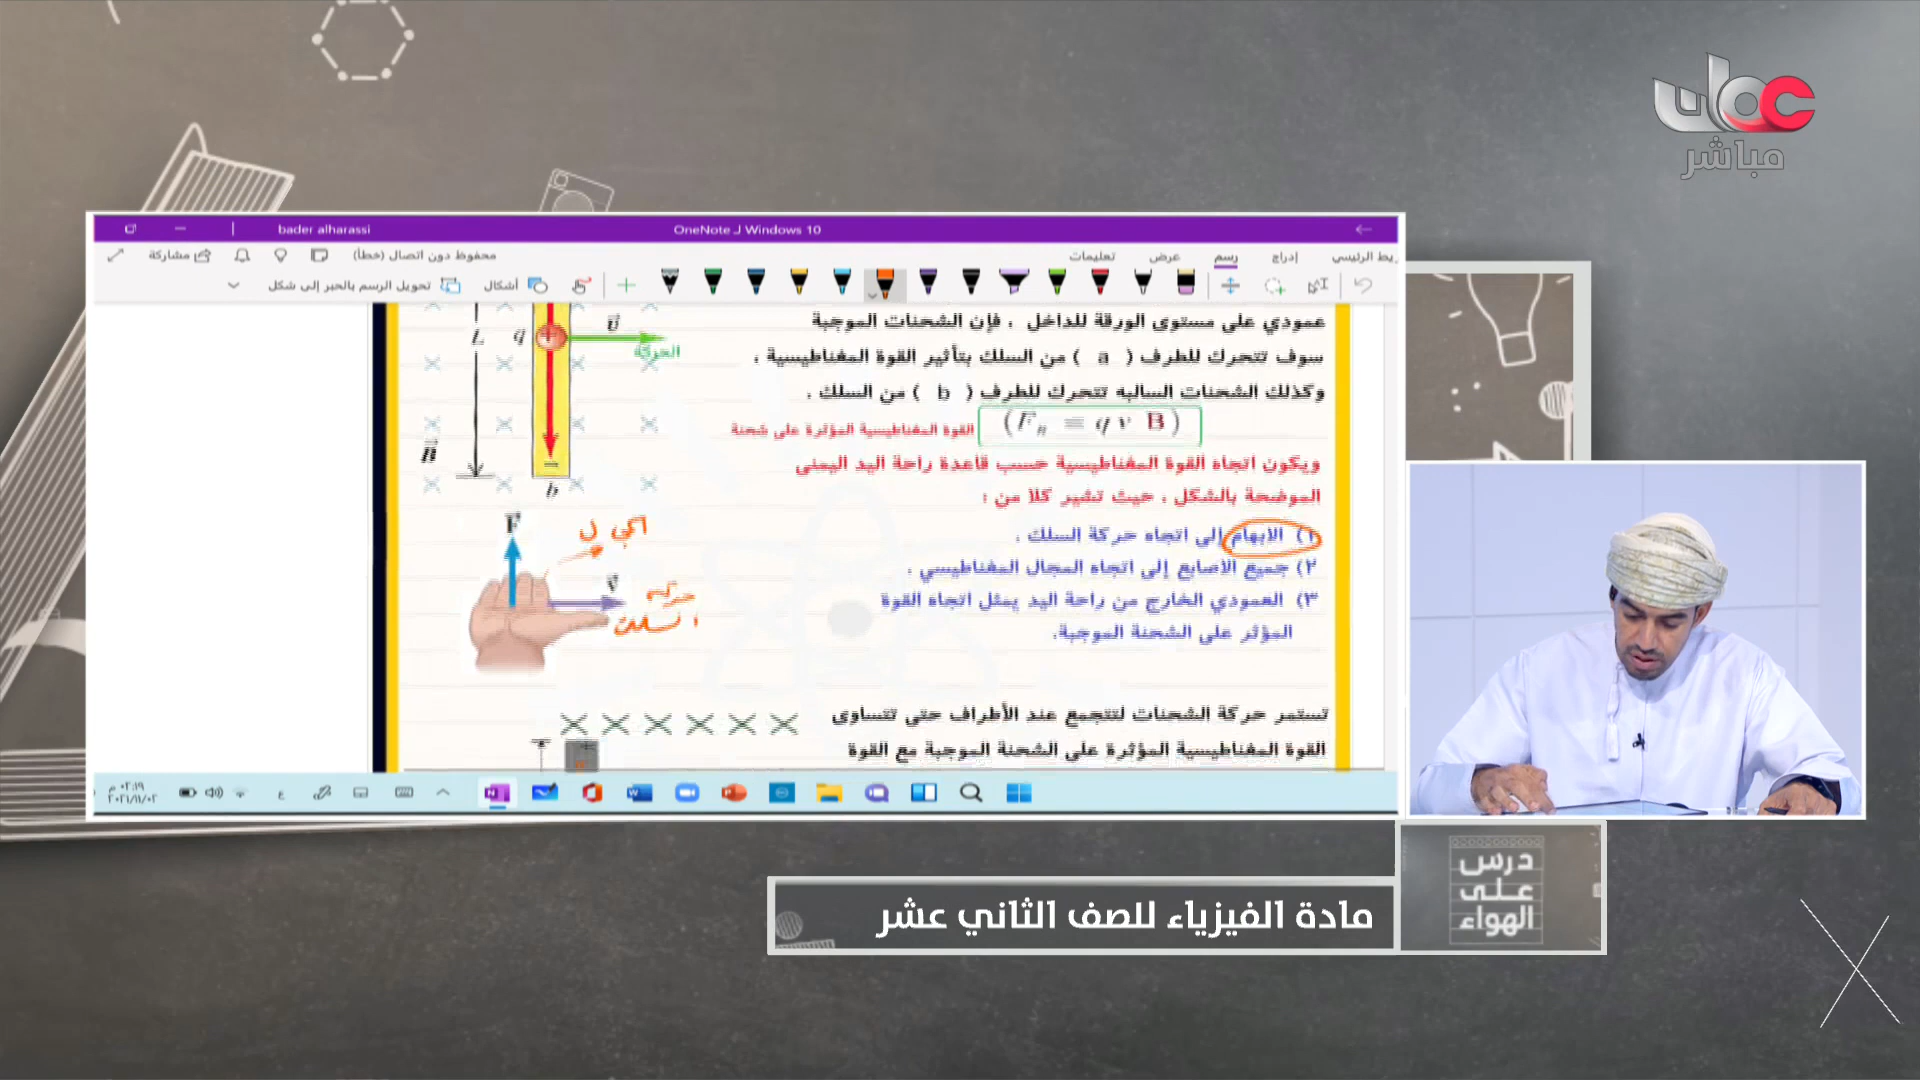 عمان
مباشر
bader alharassi
OneNote لـ Windows 10
محفوظ دون اتصال (خطأ)
مشاركة
إدراج
رسم
عرض
تعليمات
أشكال
تحويل الرسم بالحبر إلى شكل
عمودي على مستوى الورقة للداخل ، فإن الشحنات الموجبة
سوف تتحرك للطرف ( a ) من السلك بتأثير القوة المغناطيسية ،
وكذلك الشحنات السالبه تتحرك للطرف ( b ) من السلك .
القوة المغناطيسية المؤثرة على شحنة
ويكون اتجاه القوة المغناطيسية حسب قاعدة راحة اليد اليمنى
الموضحة بالشكل ، حيث تشير كلا من :
١) الابهام إلى اتجاه حركة السلك .
٢) جميع الأصابع إلى اتجاه المجال المغناطيسي .
٣) العمودي الخارج من راحة اليد يمثل اتجاه القوة
المؤثر على الشحنة الموجبة.
L
q
الحركة
b
F
v
حركة
السلك
تستمر حركة الشحنات لتتجمع عند الأطراف حتى تتساوى
القوة المغناطيسية المؤثرة على الشحنة الموجبة مع القوة
٠٢:١٩ م
٢٠٢١/١١/٠٢
درس
على
الهواء
مادة الفيزياء للصف الثاني عشر